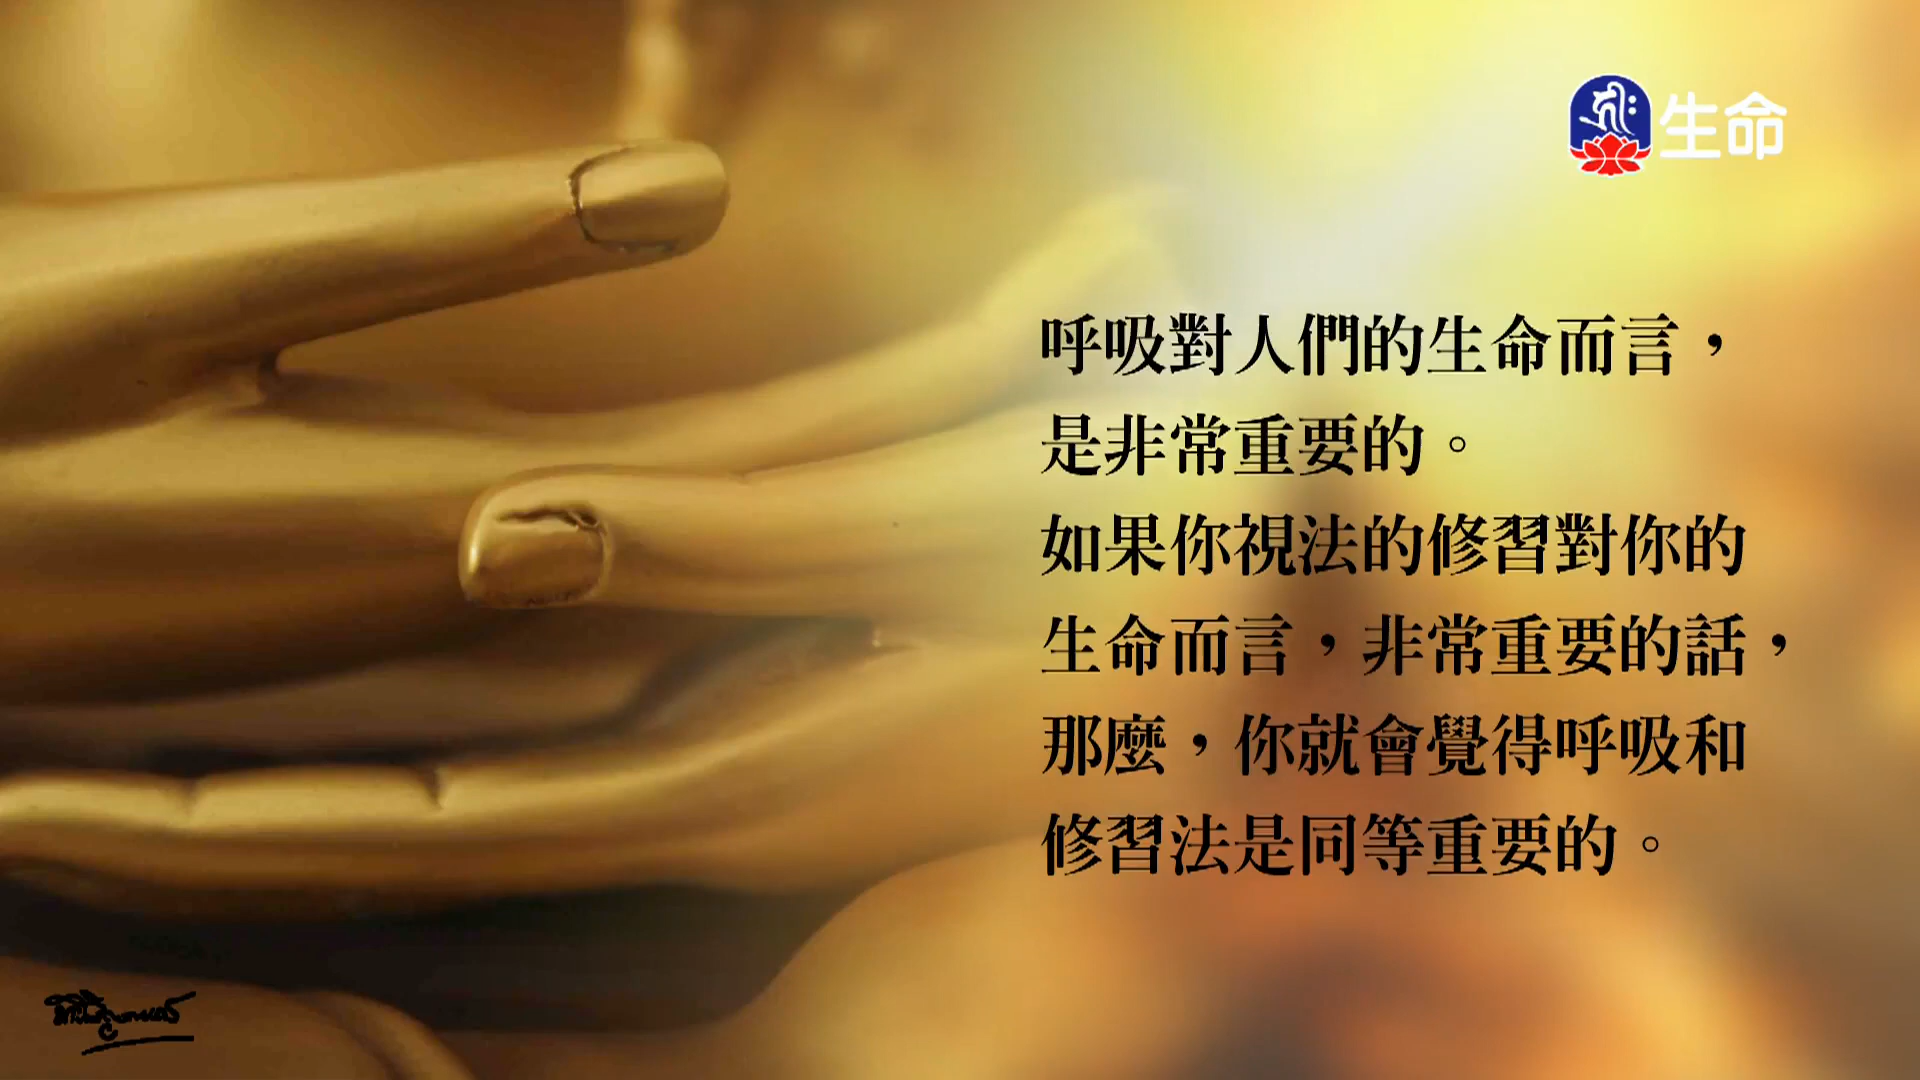 生命
呼吸對人們的生命而言，
是非常重要的。
如果你視法的修習對你的
生命而言，非常重要的話，
那麼，你就會覺得呼吸和
修習法是同等重要的。